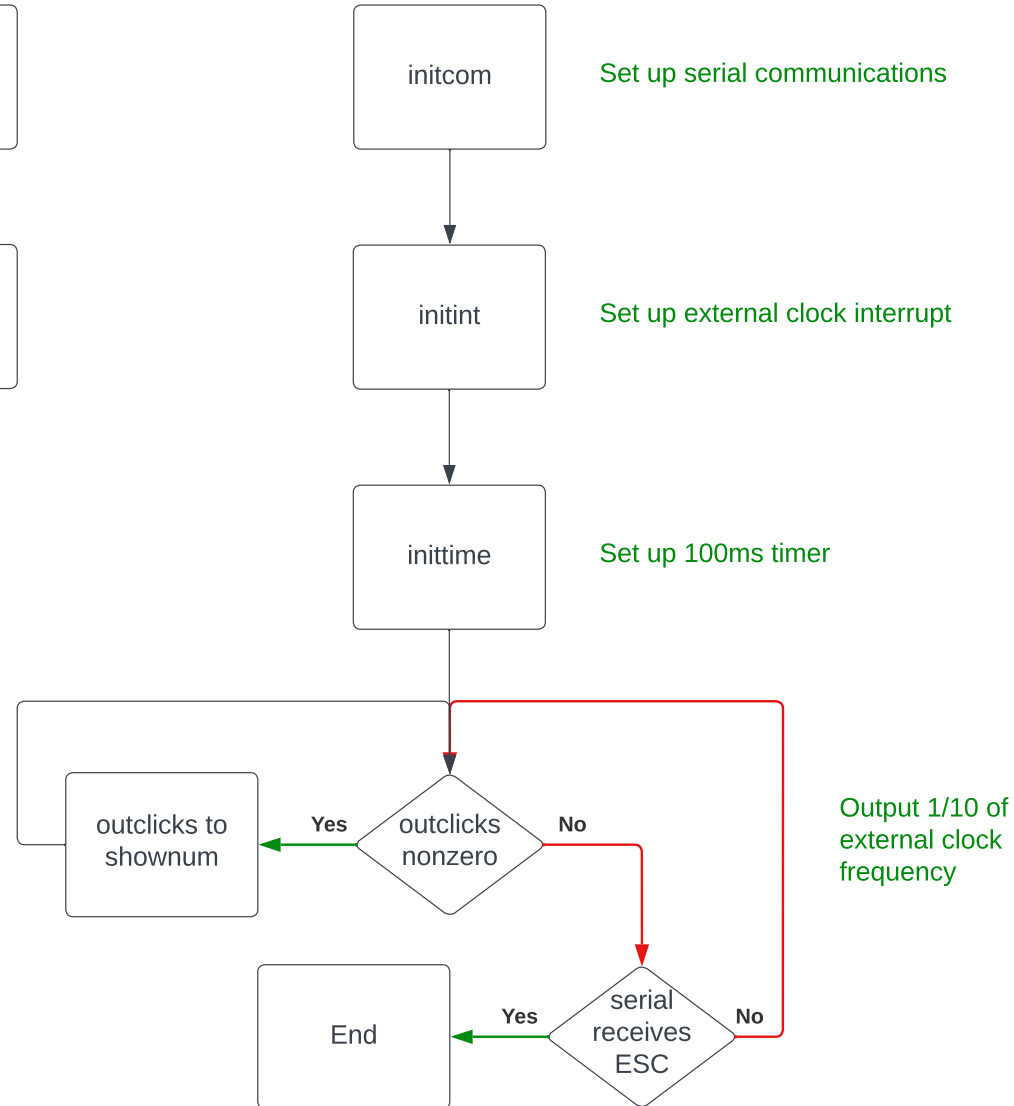 initcom
Set up serial communications
initint
Set up external clock interrupt
inittime
Set up 100ms timer
outclicks to
shownum
Yes
outclicks
nonzero
No
Output 1/10 of
external clock
frequency
End
Yes
serial
receives
ESC
No